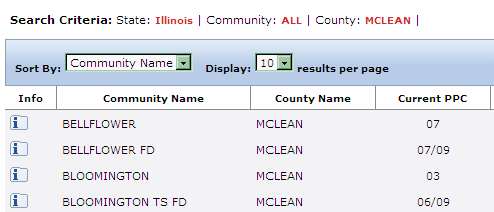 Search Criteria: State: Illinois | Community: ALL | County: MCLEAN |
Sort By: Community Name Display: 10 results per page
Info Community Name County Name Current PPC
BELLFLOWER MCLEAN 07
BELLFLOWER FD MCLEAN 07/09
BLOOMINGTON MCLEAN 03
BLOOMINGTON TS FD MCLEAN 06/09